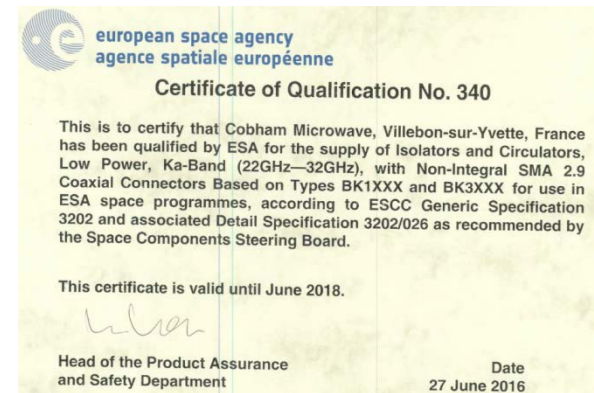 european space agency
agence spatiale européenne
Certificate of Qualification No. 340
This is to certify that Cobham Microwave, Villebon-sur-Yvette, France
has been qualified by ESA for the supply of Isolators and Circulators,
Low Power, Ka-Band (22GHz—32GHz), with Non-Integral SMA 2.9
Coaxial Connectors Based on Types BK1XXX and BK3XXX for use in
ESA space programmes, according to ESCC Generic Specification
3202 and associated Detail Specification 3202/026 as recommended by
the Space Components Steering Board.
This certificate is valid until June 2018.
Head of the Product Assurance
and Safety Department
Date
27 June 2016